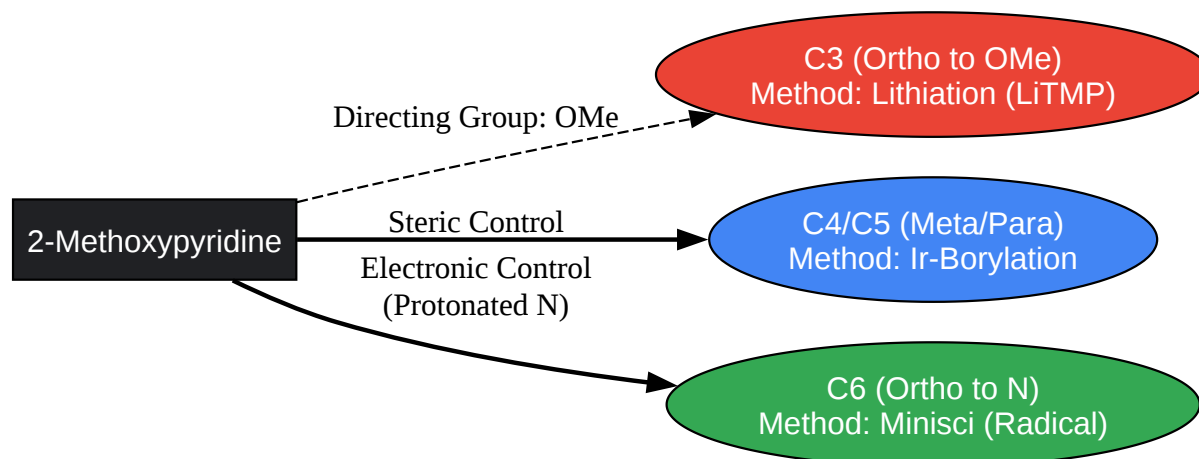 C3 (Ortho to OMe)
Method: Lithiation (LiTMP)
Directing Group: OMe
2-Methoxypyridine
Steric Control
C4/C5 (Meta/Para)
Method: Ir-Borylation
Electronic Control
(Protonated N)
C6 (Ortho to N)
Method: Minisci (Radical)